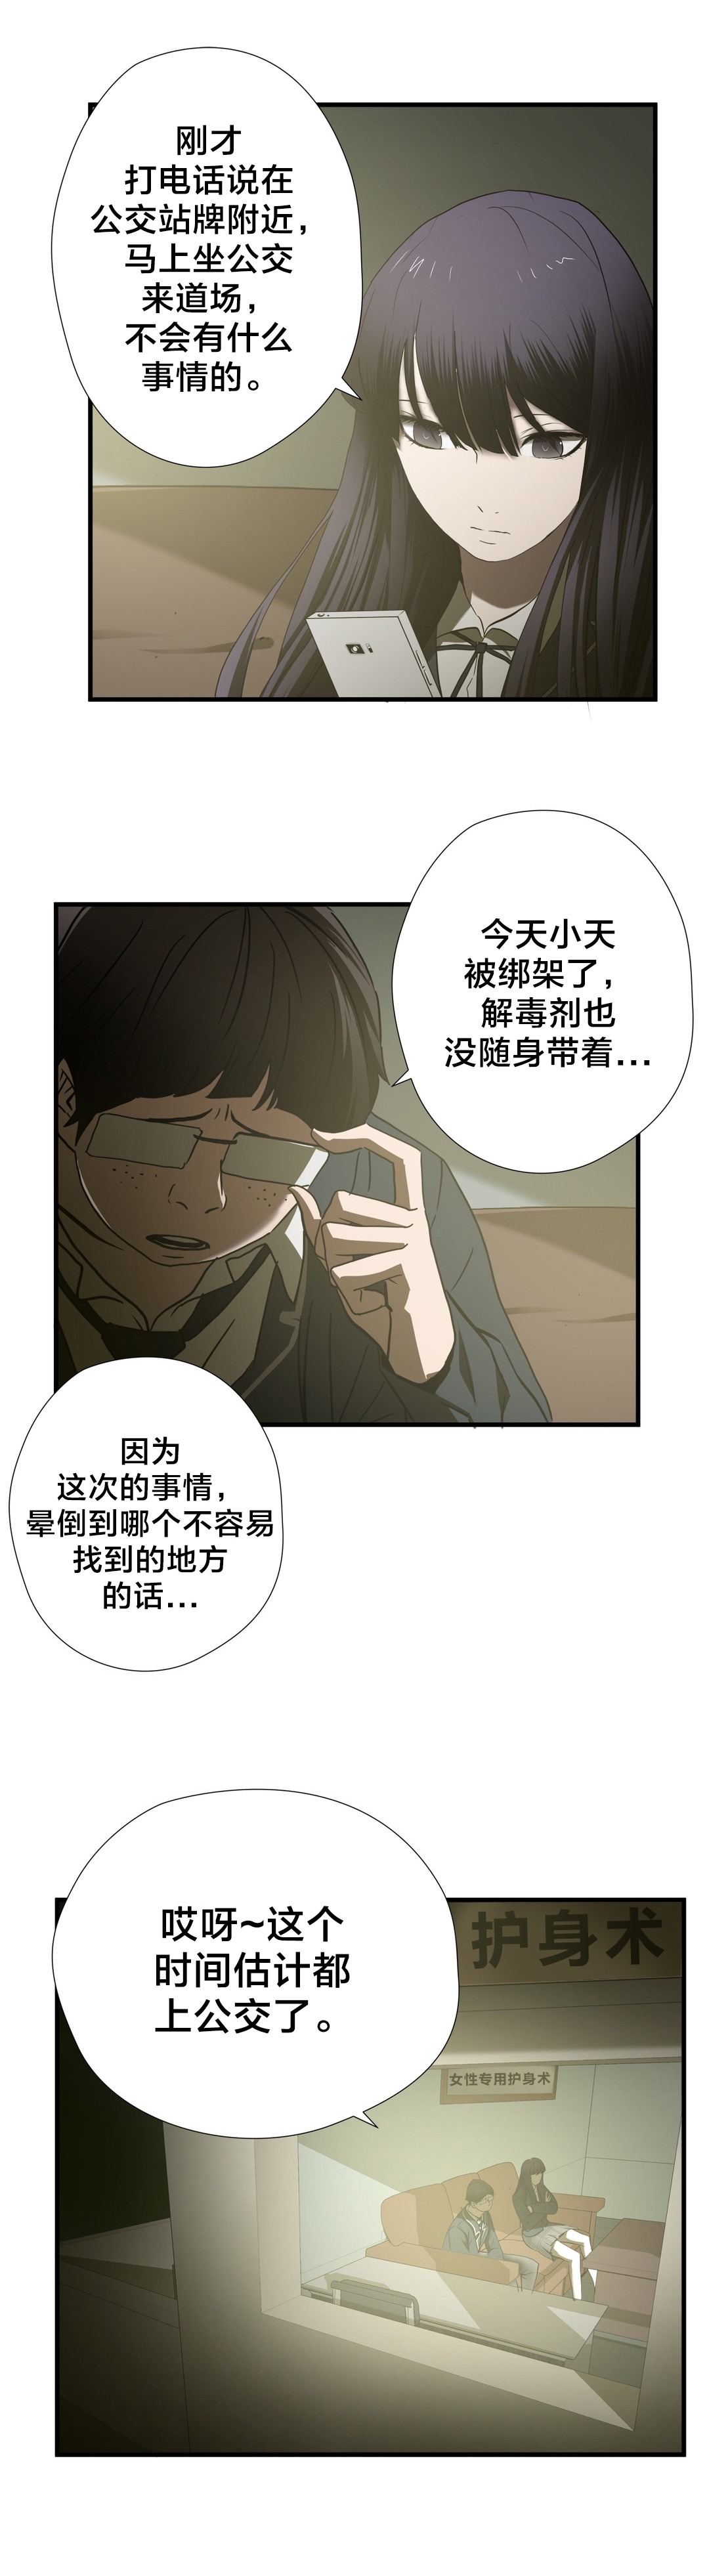 刚才
打电话说在
公交站牌附近，
马上坐公交
来道场，
不会有什么
事情的。
今天小天
被绑架了，
解毒剂也
没随身带着...
因为
这次的事情，
晕倒到哪个不容易
找到的地方
的话...
哎呀~这个
时间估计都
上公交了。
护身术
女性专用护身术